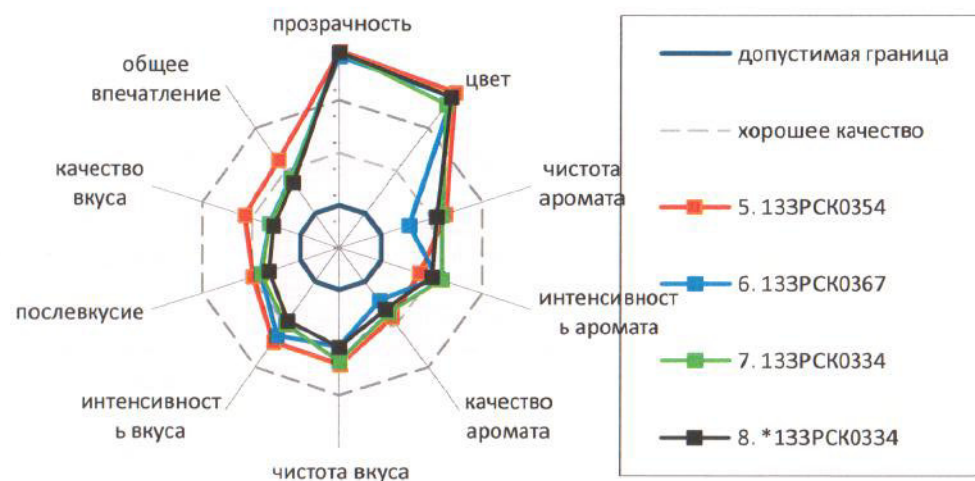 прозрачность
цвет
чистота
аромата
интенсивност
ь аромата
качество
аромата
чистота вкуса
интенсивност
ь вкуса
послевкусие
качество
вкуса
общее
впечатление
допустимая граница
хорошее качество
5. 133РСК0354
6. 133РСК0367
7. 133РСК0334
8. *133РСК0334